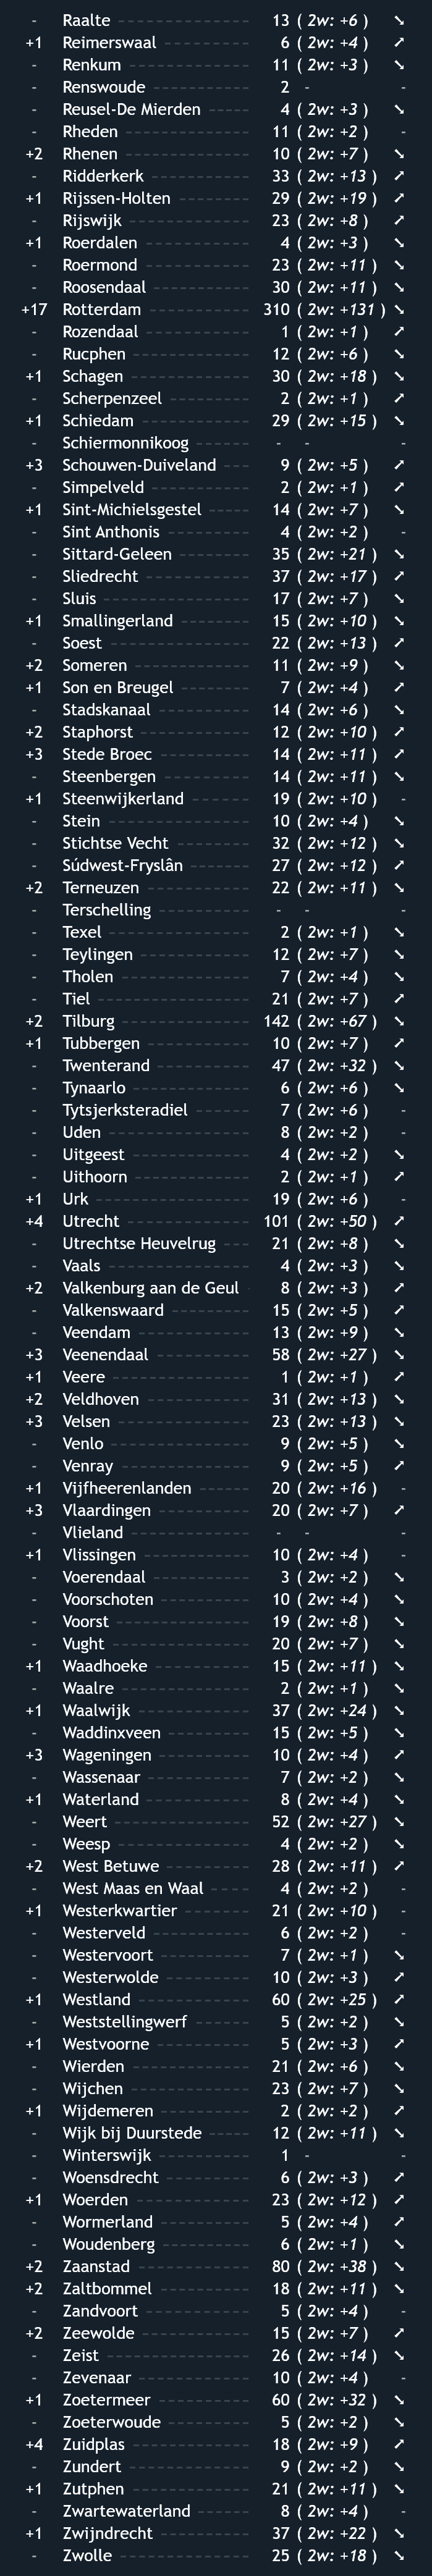 - Raalte 13 ( 2w: +6 ) ↘
+1 Reimerswaal 6 ( 2w: +4 ) ↗
- Renkum 11 ( 2w: +3 ) ↘
- Renswoude 2 - -
- Reusel-De Mierden 4 ( 2w: +3 ) ↘
- Rheden 11 ( 2w: +2 ) -
+2 Rhenen 10 ( 2w: +7 ) ↘
- Ridderkerk 33 ( 2w: +13 ) ↗
+1 Rijssen-Holten 29 ( 2w: +19 ) ↗
- Rijswijk 23 ( 2w: +8 ) ↗
+1 Roerdalen 4 ( 2w: +3 ) ↘
- Roermond 23 ( 2w: +11 ) ↘
- Roosendaal 30 ( 2w: +11 ) ↘
+17 Rotterdam 310 ( 2w: +131 ) ↘
- Rozendaal 1 ( 2w: +1 ) ↗
- Rucphen 12 ( 2w: +6 ) ↘
+1 Schagen 30 ( 2w: +18 ) ↘
- Scherpenzeel 2 ( 2w: +1 ) ↗
+1 Schiedam 29 ( 2w: +15 ) ↘
- Schiermonnikoog - - -
+3 Schouwen-Duiveland 9 ( 2w: +5 ) ↗
- Simpelveld 2 ( 2w: +1 ) ↗
+1 Sint-Michielsgestel 14 ( 2w: +7 ) ↘
- Sint Anthonis 4 ( 2w: +2 ) -
- Sittard-Geleen 35 ( 2w: +21 ) ↘
- Sliedrecht 37 ( 2w: +17 ) ↗
- Sluis 17 ( 2w: +7 ) ↘
+1 Smallingerland 15 ( 2w: +10 ) ↘
- Soest 22 ( 2w: +13 ) ↗
+2 Someren 11 ( 2w: +9 ) ↘
+1 Son en Breugel 7 ( 2w: +4 ) ↗
- Stadskanaal 14 ( 2w: +6 ) ↘
+2 Staphorst 12 ( 2w: +10 ) ↗
+3 Stede Broec 14 ( 2w: +11 ) ↗
- Steenbergen 14 ( 2w: +11 ) ↘
+1 Steenwijkerland 19 ( 2w: +10 ) -
- Stein 10 ( 2w: +4 ) ↘
- Stichtse Vecht 32 ( 2w: +12 ) ↘
- Súdwest-Fryslân 27 ( 2w: +12 ) ↗
+2 Terneuzen 22 ( 2w: +11 ) ↘
- Terschelling - - -
- Texel 2 ( 2w: +1 ) ↘
- Teylingen 12 ( 2w: +7 ) ↘
- Tholen 7 ( 2w: +4 ) ↘
- Tiel 21 ( 2w: +7 ) ↗
+2 Tilburg 142 ( 2w: +67 ) ↘
+1 Tubbergen 10 ( 2w: +7 ) ↗
- Twenterand 47 ( 2w: +32 ) ↘
- Tynaarlo 6 ( 2w: +6 ) ↘
- Tytsjerksteradiel 7 ( 2w: +6 ) -
- Uden 8 ( 2w: +2 ) -
- Uitgeest 4 ( 2w: +2 ) ↘
- Uithoorn 2 ( 2w: +1 ) ↗
+1 Urk 19 ( 2w: +6 ) -
+4 Utrecht 101 ( 2w: +50 ) ↗
- Utrechtse Heuvelrug 21 ( 2w: +8 ) ↘
- Vaals 4 ( 2w: +3 ) ↘
+2 Valkenburg aan de Geul 8 ( 2w: +3 ) ↗
- Valkenswaard 15 ( 2w: +5 ) ↗
- Veendam 13 ( 2w: +9 ) ↘
+3 Veenendaal 58 ( 2w: +27 ) ↘
+1 Veere 1 ( 2w: +1 ) ↗
+2 Veldhoven 31 ( 2w: +13 ) ↘
+3 Velsen 23 ( 2w: +13 ) ↘
- Venlo 9 ( 2w: +5 ) ↘
- Venray 9 ( 2w: +5 ) ↗
+1 Vijfheerenlanden 20 ( 2w: +16 ) -
+3 Vlaardingen 20 ( 2w: +7 ) ↗
- Vlieland - - -
+1 Vlissingen 10 ( 2w: +4 ) -
- Voerendaal 3 ( 2w: +2 ) ↘
- Voorschoten 10 ( 2w: +4 ) ↘
- Voorst 19 ( 2w: +8 ) ↘
- Vught 20 ( 2w: +7 ) ↘
+1 Waadhoeke 15 ( 2w: +11 ) ↘
- Waalre 2 ( 2w: +1 ) ↘
+1 Waalwijk 37 ( 2w: +24 ) ↘
- Waddinxveen 15 ( 2w: +5 ) ↘
+3 Wageningen 10 ( 2w: +4 ) ↗
- Wassenaar 7 ( 2w: +2 ) ↘
+1 Waterland 8 ( 2w: +4 ) ↘
- Weert 52 ( 2w: +27 ) ↘
- Weesp 4 ( 2w: +2 ) ↘
+2 West Betuwe 28 ( 2w: +11 ) ↗
- West Maas en Waal 4 ( 2w: +2 ) -
+1 Westerkwartier 21 ( 2w: +10 ) -
- Westerveld 6 ( 2w: +2 ) -
- Westervoort 7 ( 2w: +1 ) ↘
- Westerwolde 10 ( 2w: +3 ) ↗
+1 Westland 60 ( 2w: +25 ) ↘
- Weststellingwerf 5 ( 2w: +2 ) ↘
+1 Westvoorne 5 ( 2w: +3 ) ↗
- Wierden 21 ( 2w: +6 ) ↘
- Wijchen 23 ( 2w: +7 ) ↘
+1 Wijdemeren 2 ( 2w: +2 ) ↗
- Wijk bij Duurstede 12 ( 2w: +11 ) ↘
- Winterswijk 1 - -
- Woensdrecht 6 ( 2w: +3 ) ↗
+1 Woerden 23 ( 2w: +12 ) ↗
- Wormerland 5 ( 2w: +4 ) ↗
- Woudenberg 6 ( 2w: +1 ) ↘
+2 Zaanstad 80 ( 2w: +38 ) ↘
+2 Zaltbommel 18 ( 2w: +11 ) ↘
- Zandvoort 5 ( 2w: +4 ) -
+2 Zeewolde 15 ( 2w: +7 ) ↗
- Zeist 26 ( 2w: +14 ) ↘
- Zevenaar 10 ( 2w: +4 ) -
+1 Zoetermeer 60 ( 2w: +32 ) ↘
- Zoeterwoude 5 ( 2w: +2 ) ↘
+4 Zuidplas 18 ( 2w: +9 ) ↗
- Zundert 9 ( 2w: +2 ) ↘
+1 Zutphen 21 ( 2w: +11 ) ↘
- Zwartewaterland 8 ( 2w: +4 ) -
+1 Zwijndrecht 37 ( 2w: +22 ) ↘
- Zwolle 25 ( 2w: +18 ) ↘